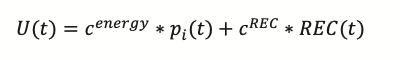 U(t) = c^{energy} * p_i(t) + c^{REC} * REC(t)